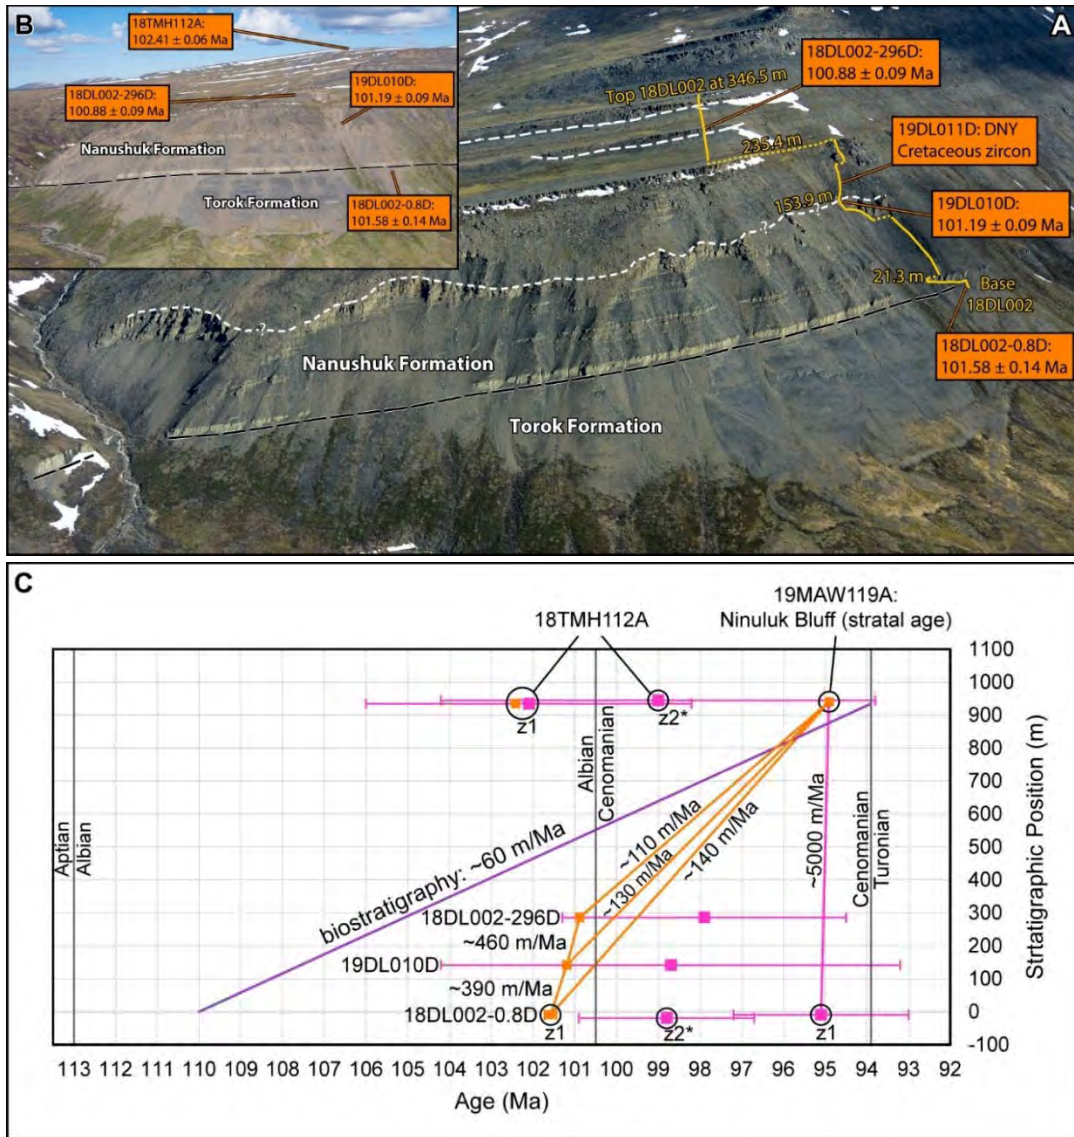 B
18TMH112A:
102.41 ± 0.06 Ma
18DL002-296D:
100.88 ± 0.09 Ma
19DL010D:
101.19 ± 0.09 Ma
Nanushuk Formation
Torok Formation
18DL002-0.8D:
101.58 ± 0.14 Ma
A
18DL002-296D:
100.88 ± 0.09 Ma
Top 18DL002 at 346.5 m
235.4 m
19DL011D: DNY
Cretaceous zircon
153.9 m
?
19DL010D:
101.19 ± 0.09 Ma
21.3 m
Base
18DL002
18DL002-0.8D:
101.58 ± 0.14 Ma
?
Nanushuk Formation
Torok Formation
C
18TMH112A
19MAW119A:
Ninuluk Bluff (stratal age)
z1
z2*
Aptian
Albian
Albian
Cenomanian
Cenomanian
Turonian
biostratigraphy: ~60 m/Ma
~110 m/Ma
~130 m/Ma
~140 m/Ma
~5000 m/Ma
18DL002-296D
~460 m/Ma
19DL010D
~390 m/Ma
18DL002-0.8D
z1
z2*
z1
1100
1000
900
800
700
600
500
400
300
200
100
0
-100
Strtatigraphic Position (m)
113 112 111 110 109 108 107 106 105 104 103 102 101 100 99 98 97 96 95 94 93 92
Age (Ma)